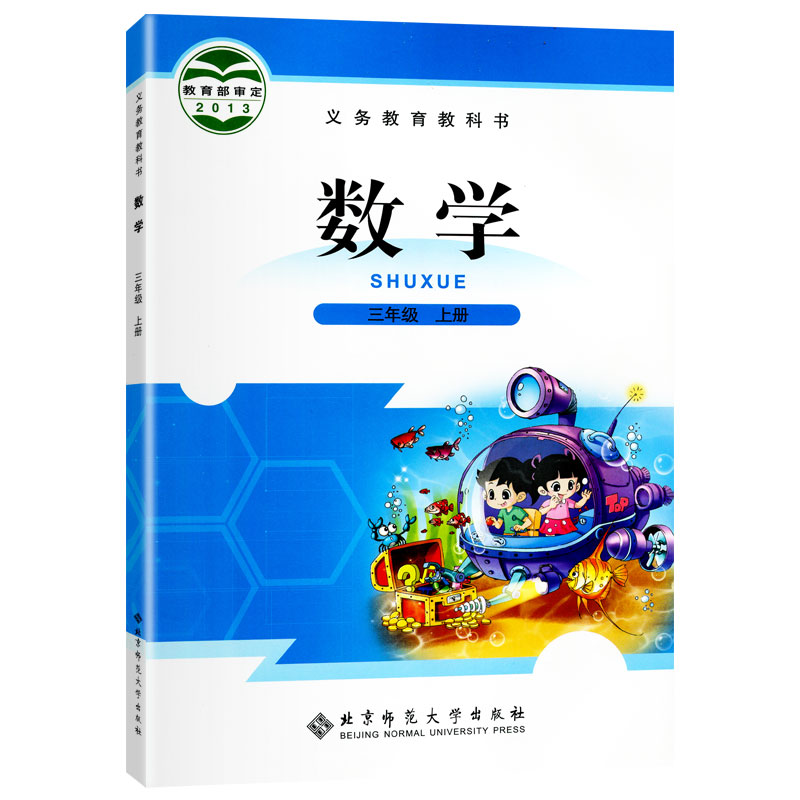 教育部审定
2013
义务教育教科书
数学
SHUXUE
三年级 上册
TOP
北京师范大学出版社
BEIJING NORMAL UNIVERSITY PRESS
义务教育教科书 数学 三年级 上册 北京师范大学出版社